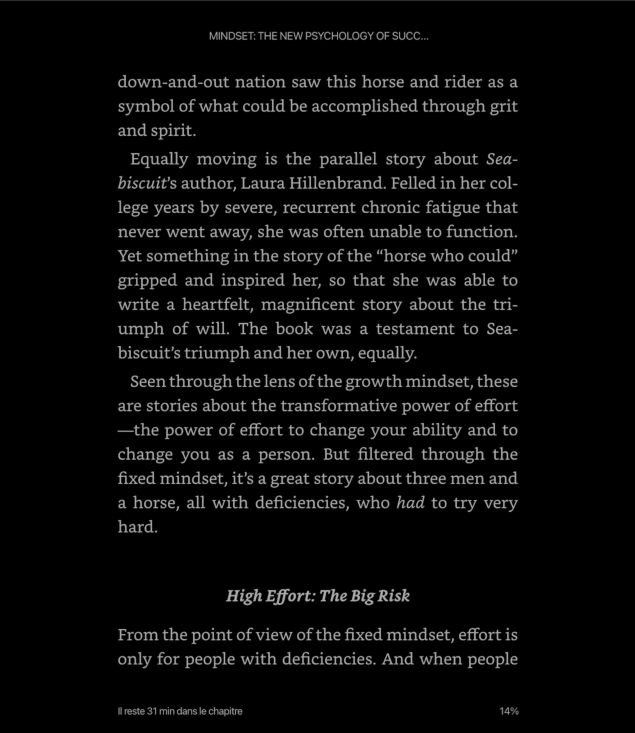 MINDSET: THE NEW PSYCHOLOGY OF SUCC...
down-and-out nation saw this horse and rider as a
symbol of what could be accomplished through grit
and spirit.
Equally moving is the parallel story about Sea-
biscuit's author, Laura Hillenbrand. Felled in her col-
lege years by severe, recurrent chronic fatigue that
never went away, she was often unable to function.
Yet something in the story of the “horse who could”
gripped and inspired her, so that she was able to
write a heartfelt, magnificent story about the tri-
umph of will. The book was a testament to Sea-
biscuit's triumph and her own, equally.
Seen through the lens of the growth mindset, these
are stories about the transformative power of effort
—the power of effort to change your ability and to
change you as a person. But filtered through the
fixed mindset, it's a great story about three men and
a horse, all with deficiencies, who had to try very
hard.
High Effort: The Big Risk
From the point of view of the fixed mindset, effort is
only for people with deficiencies. And when people
Il reste 31 min dans le chapitre
14%